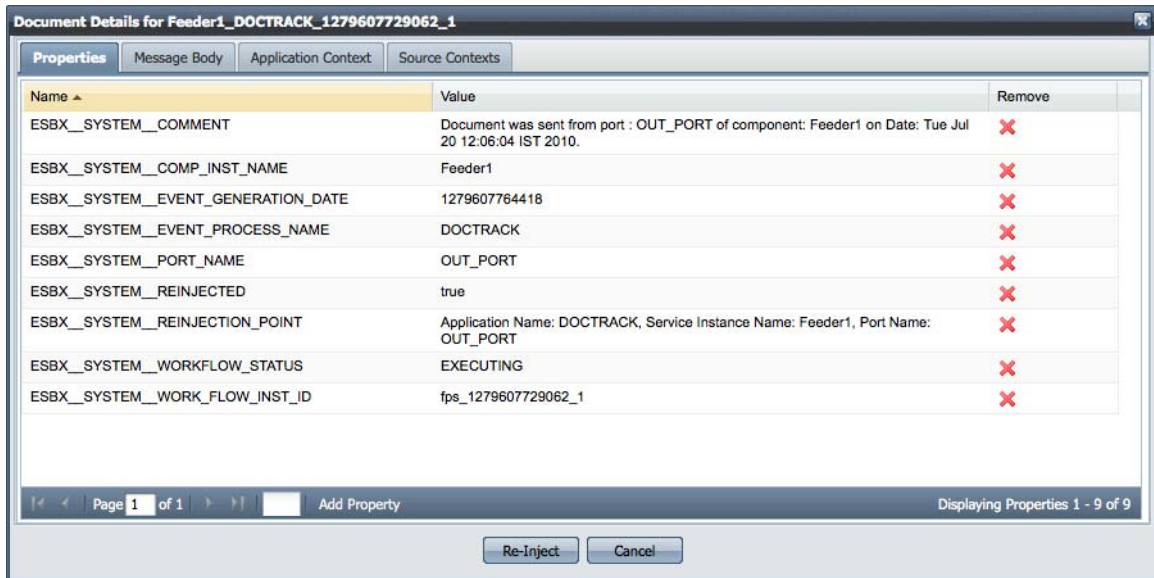 Document Details for Feeder1_DOCTRACK_1279607729062_1
Properties Message Body Application Context Source Contexts
Name Value Remove
ESBX__SYSTEM__COMMENT Document was sent from port : OUT_PORT of component: Feeder1 on Date: Tue Jul
20 12:06:04 IST 2010.
ESBX__SYSTEM__COMP_INST_NAME Feeder1
ESBX__SYSTEM__EVENT_GENERATION_DATE 1279607764418
ESBX__SYSTEM__EVENT_PROCESS_NAME DOCTRACK
ESBX__SYSTEM__PORT_NAME OUT_PORT
ESBX__SYSTEM__REINJECTED true
ESBX__SYSTEM__REINJECTION_POINT Application Name: DOCTRACK, Service Instance Name: Feeder1, Port Name:
OUT_PORT
ESBX__SYSTEM__WORKFLOW_STATUS EXECUTING
ESBX__SYSTEM__WORK_FLOW_INST_ID fps_1279607729062_1
Page 1 of 1 Add Property Displaying Properties 1 - 9 of 9
Re-Inject Cancel